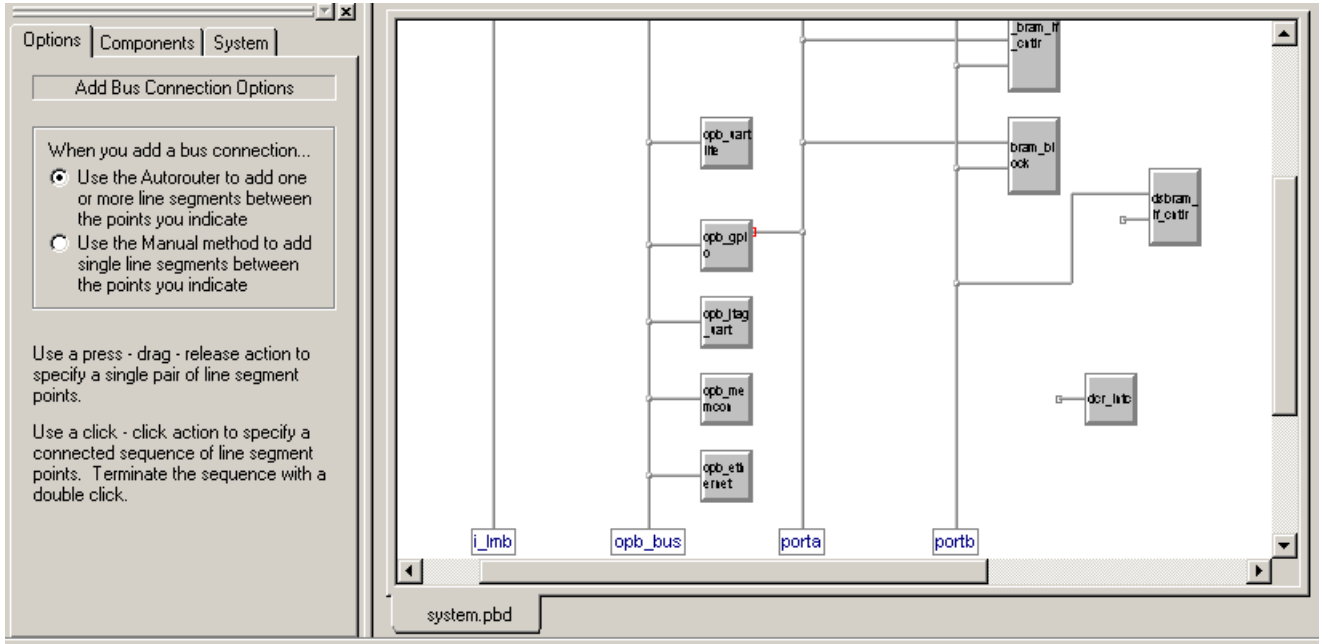 Options Components System
Add Bus Connection Options
When you add a bus connection...
Use the Autorouter to add one
or more line segments between
the points you indicate
Use the Manual method to add
single line segments between
the points you indicate
Use a press - drag - release action to
specify a single pair of line segment
points.
Use a click - click action to specify a
connected sequence of line segment
points. Terminate the sequence with a
double click.
_bram_if
_cntlr
opb_uart
lite
bram_bl
ock
dsbram_
if_cntlr
opb_gpi
o
opb_jtag
_uart
opb_me
mcon
dcr_intc
opb_eth
ernet
i_lmb
opb_bus
porta
portb
system.pbd